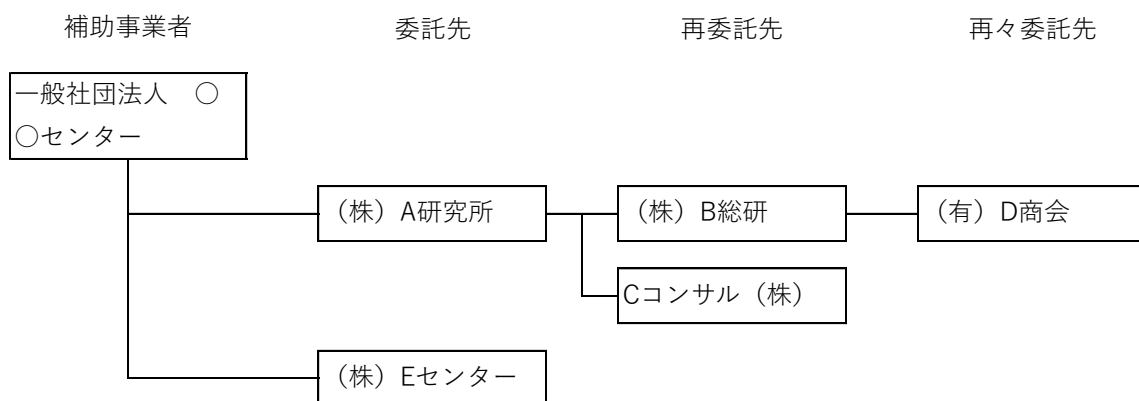 補助事業者 委託先 再委託先 再々委託先
一般社団法人　○
○センター
（株）A研究所 （株）B総研 （有）D商会
Cコンサル（株）
（株）Eセンター